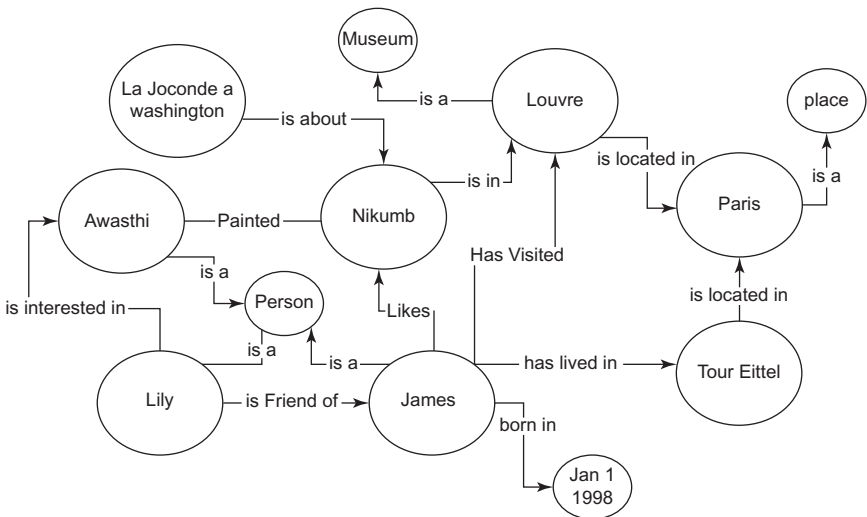 Museum
La Joconde a
washington
is a
Louvre
place
is about
is located in
is a
is in
Awasthi
Painted
Nikumb
Paris
Has Visited
is a
Person
is interested in
Likes
is located in
is a
is a
has lived in
Tour Eittel
Lily
is Friend of
James
born in
Jan 1
1998